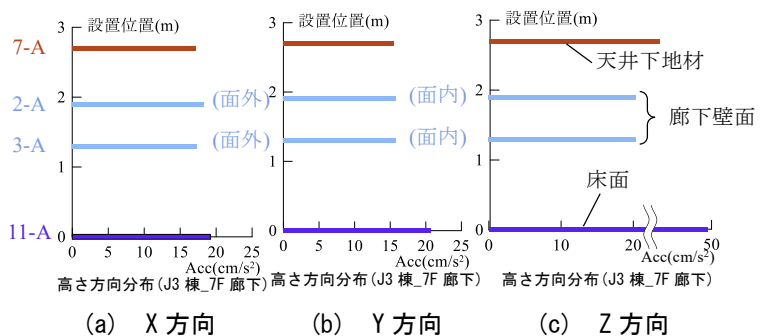 設置位置(m)
3
2
1
0
7-A
2-A
3-A
11-A
(面外)
(面外)
0 5 10 15 20 25
Acc(cm/s²)
高さ方向分布(J3 棟_7F 廊下)
(a) X 方向
設置位置(m)
3
2
1
0
(面内)
(面内)
0 5 10 15 20 25
Acc(cm/s²)
高さ方向分布(J3 棟_7F 廊下)
(b) Y 方向
設置位置(m)
3
2
1
0
天井下地材
廊下壁面
床面
0 10 20 50
Acc(cm/s²)
高さ方向分布(J3 棟_7F 廊下)
(c) Z 方向